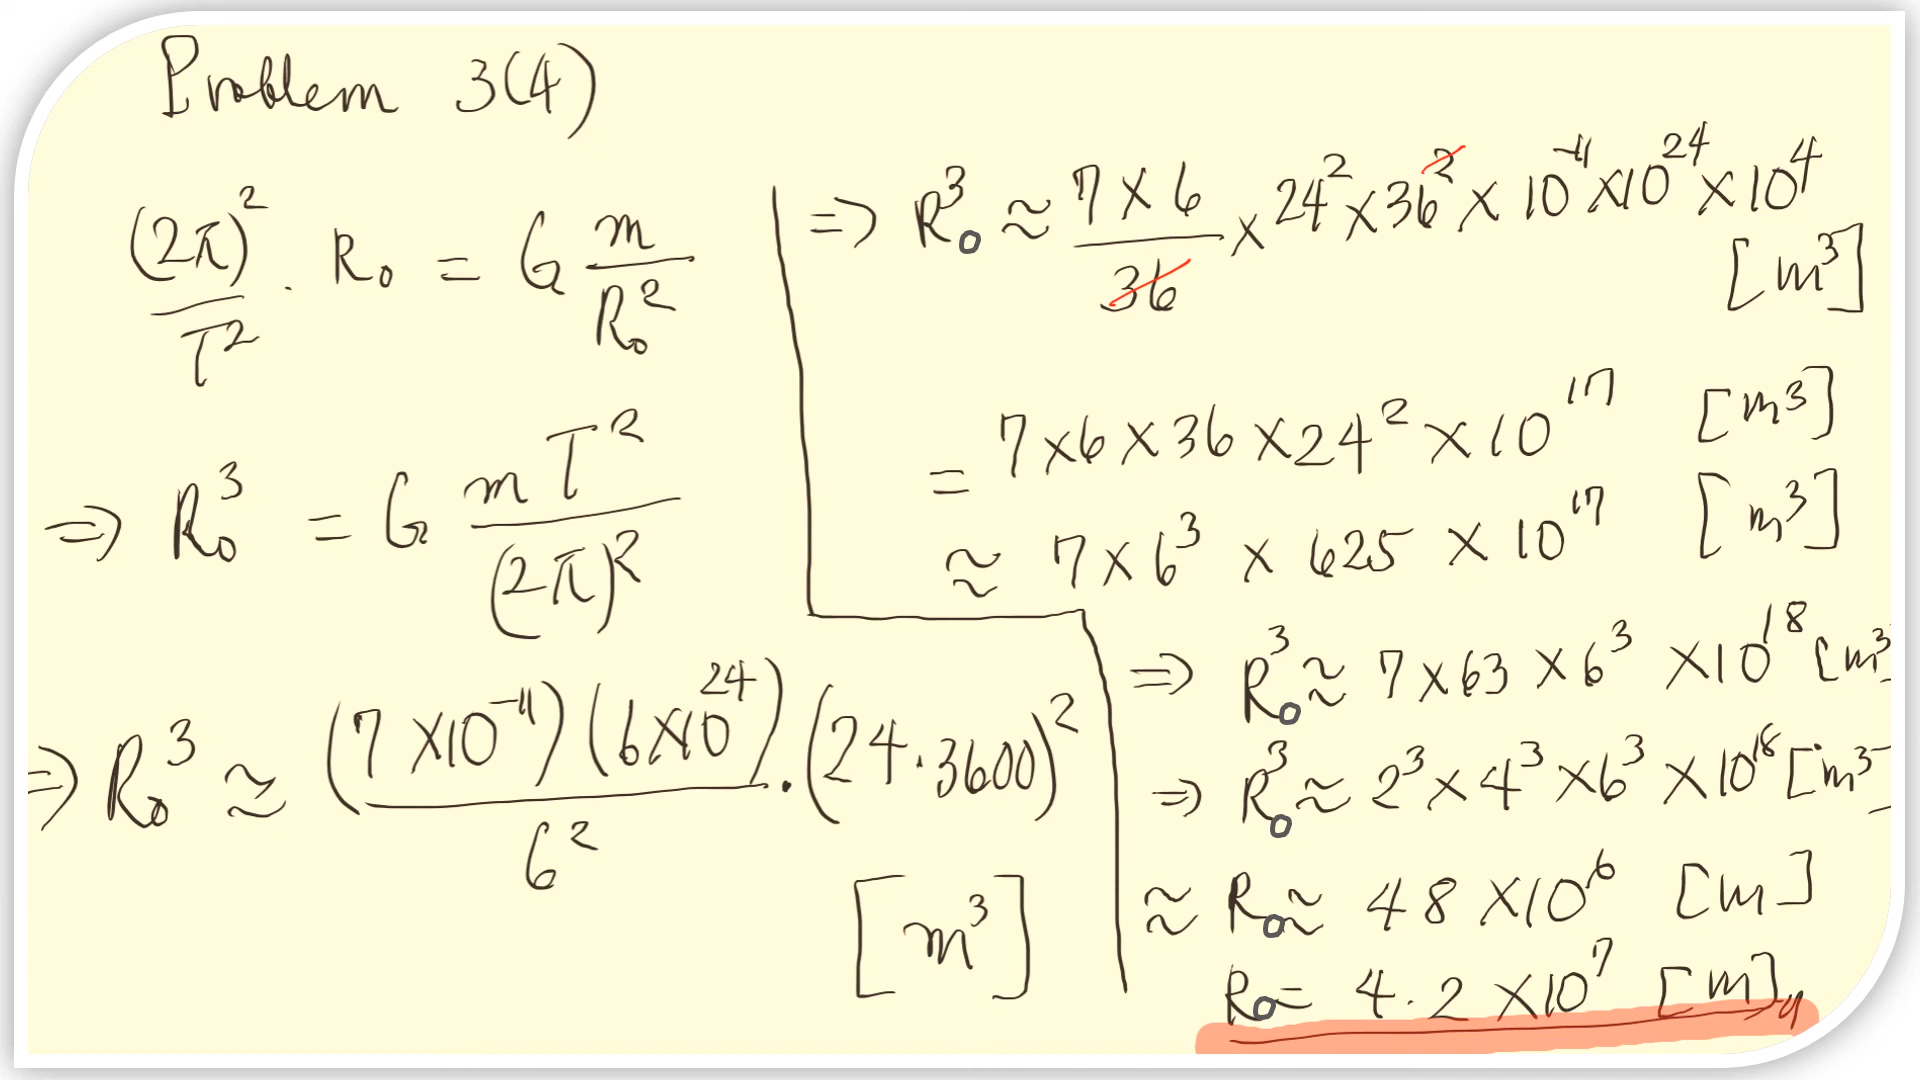 Problem 3(4)
(2π)²/T² · R₀ = G m/R₀²
⇒ R₀³ = G mT²/(2π)²
⇒ R₀³ ≈ (7×10⁻¹¹)(6×10²⁴)/6² · (24·3600)²
[m³]
⇒ R₀³ ≈ 7×6/36 × 24² × 36² × 10⁻¹¹ × 10²⁴ × 10⁴
[m³]
= 7×6×36×24²×10¹⁷ [m³]
≈ 7×6³ × 625 × 10¹⁷ [m³]
⇒ R₀³ ≈ 7×63×6³ ×10¹⁸ [m³
⇒ R₀³ ≈ 2³×4³×6³×10¹⁸ [m³
≈ R₀ ≈ 48 ×10⁶ [m]
R₀ = 4.2 ×10⁷ [m]